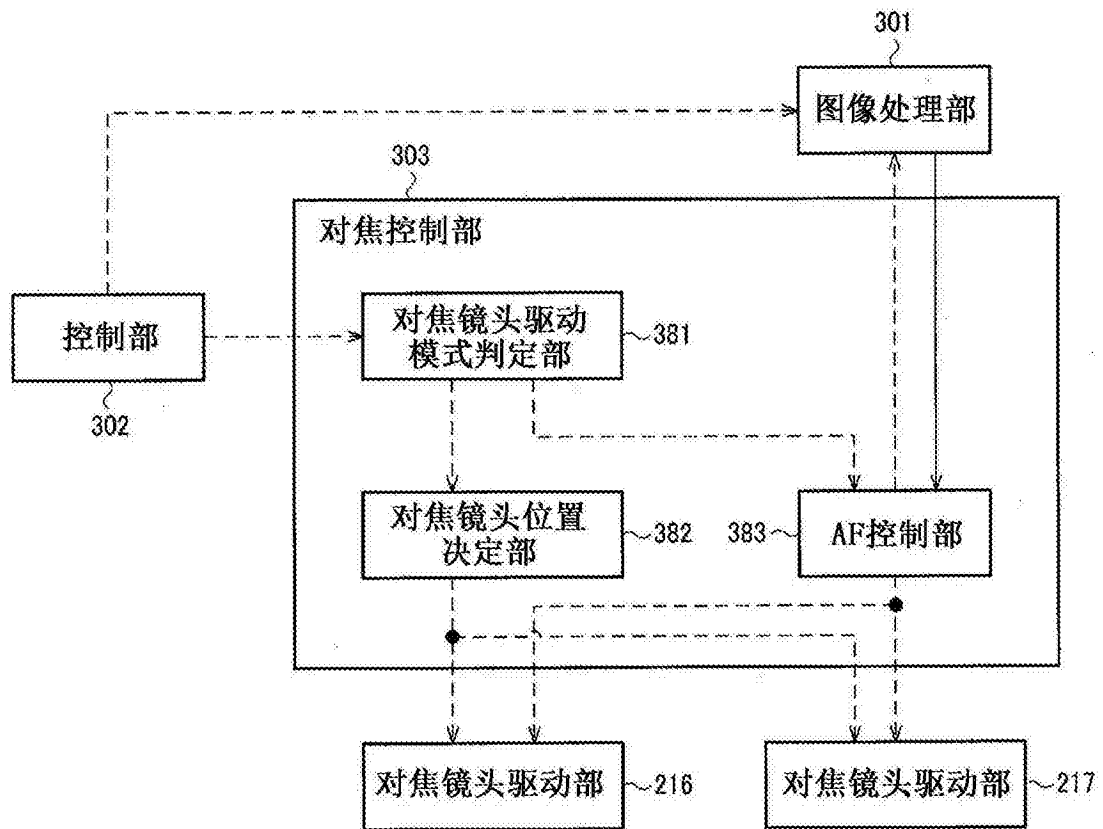 301
图像处理部
303
对焦控制部
控制部
302
对焦镜头驱动
模式判定部
381
对焦镜头位置
决定部
382
383
AF控制部
对焦镜头驱动部
216
对焦镜头驱动部
217